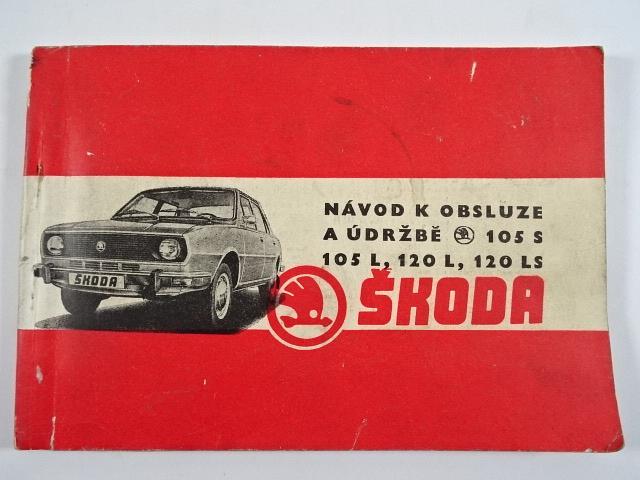 NÁVOD K OBSLUZE
A ÚDRŽBĚ 105 S
105 L, 120 L, 120 LS
ŠKODA
ŠKODA